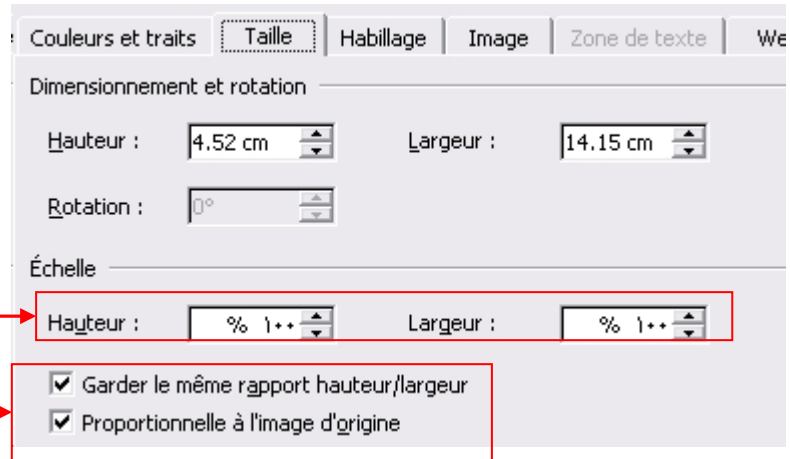 Couleurs et traits Taille Habillage Image Zone de texte We
Dimensionnement et rotation
Hauteur : 4.52 cm Largeur : 14.15 cm
Rotation : 0°
Échelle
Hauteur : % ١٠٠ Largeur : % ١٠٠
Garder le même rapport hauteur/largeur
Proportionnelle à l'image d'origine